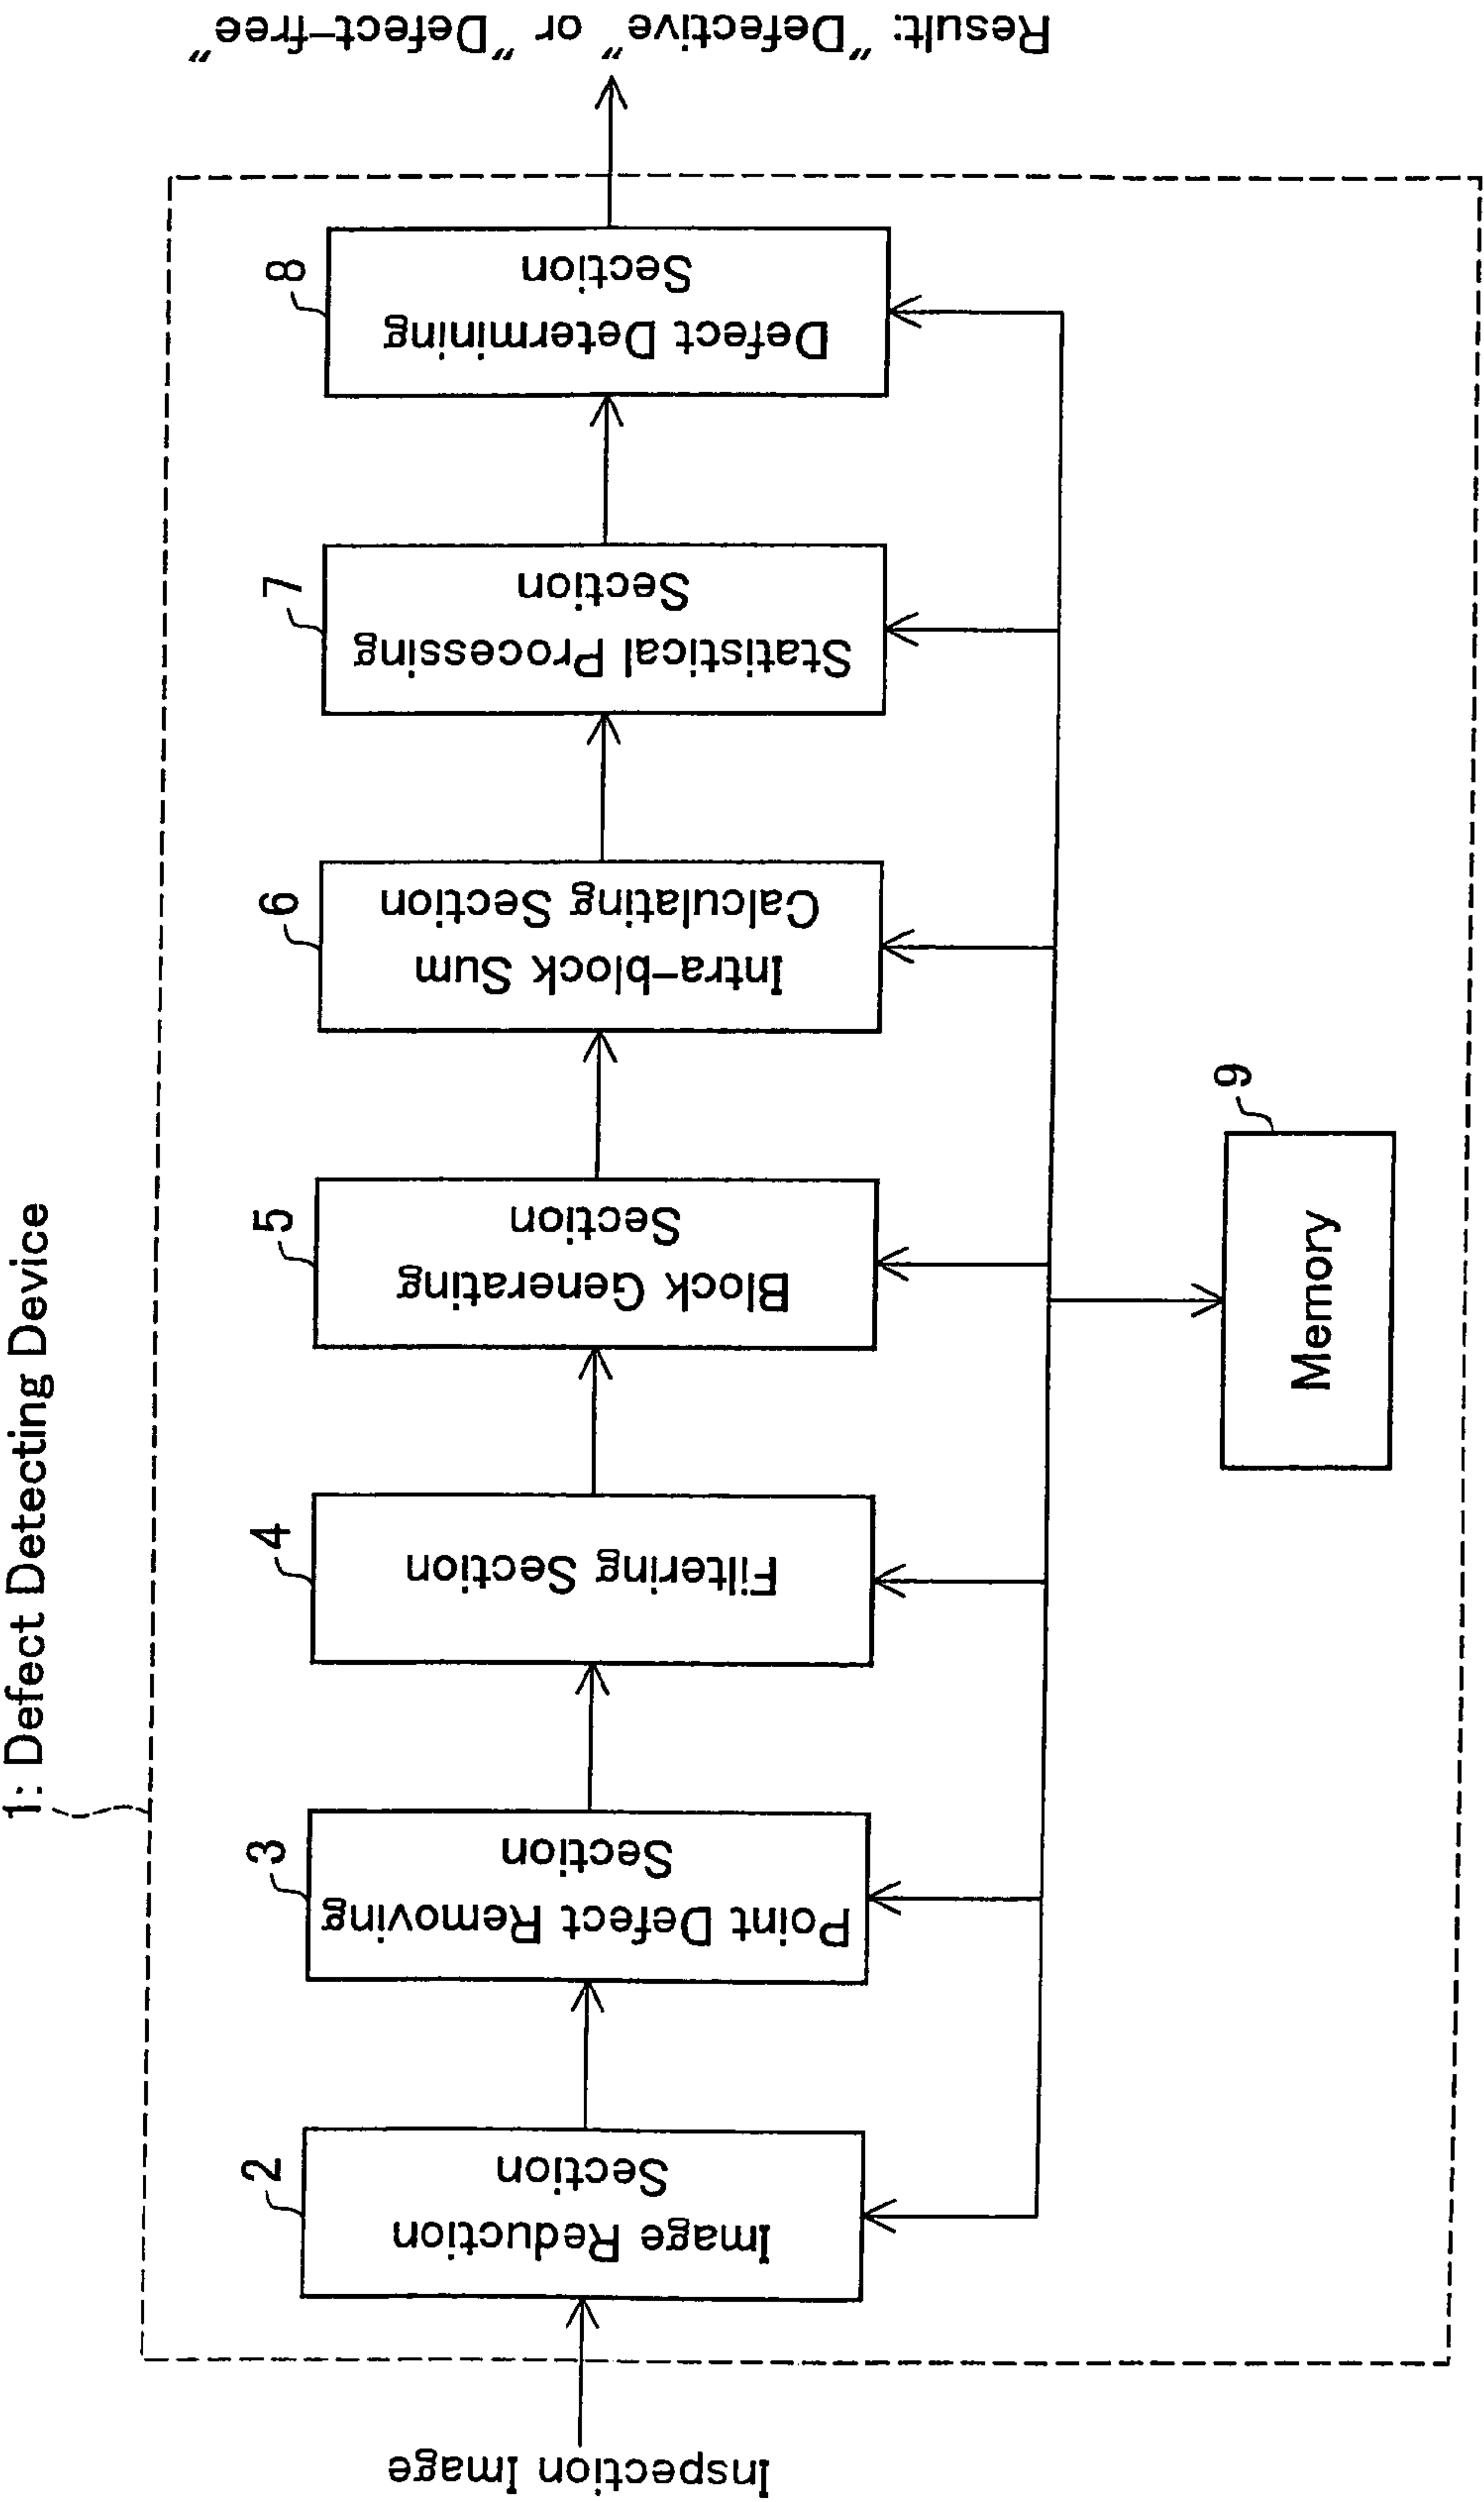 1: Defect Detecting Device
Inspection Image
2
Image Reduction
Section
3
Point Defect Removing
Section
4
Filtering Section
5
Block Generating
Section
6
Intra-block Sum
Calculating Section
7
Statistical Processing
Section
8
Defect Determining
Section
9
Memory
Result: "Defective" or "Defect-free"